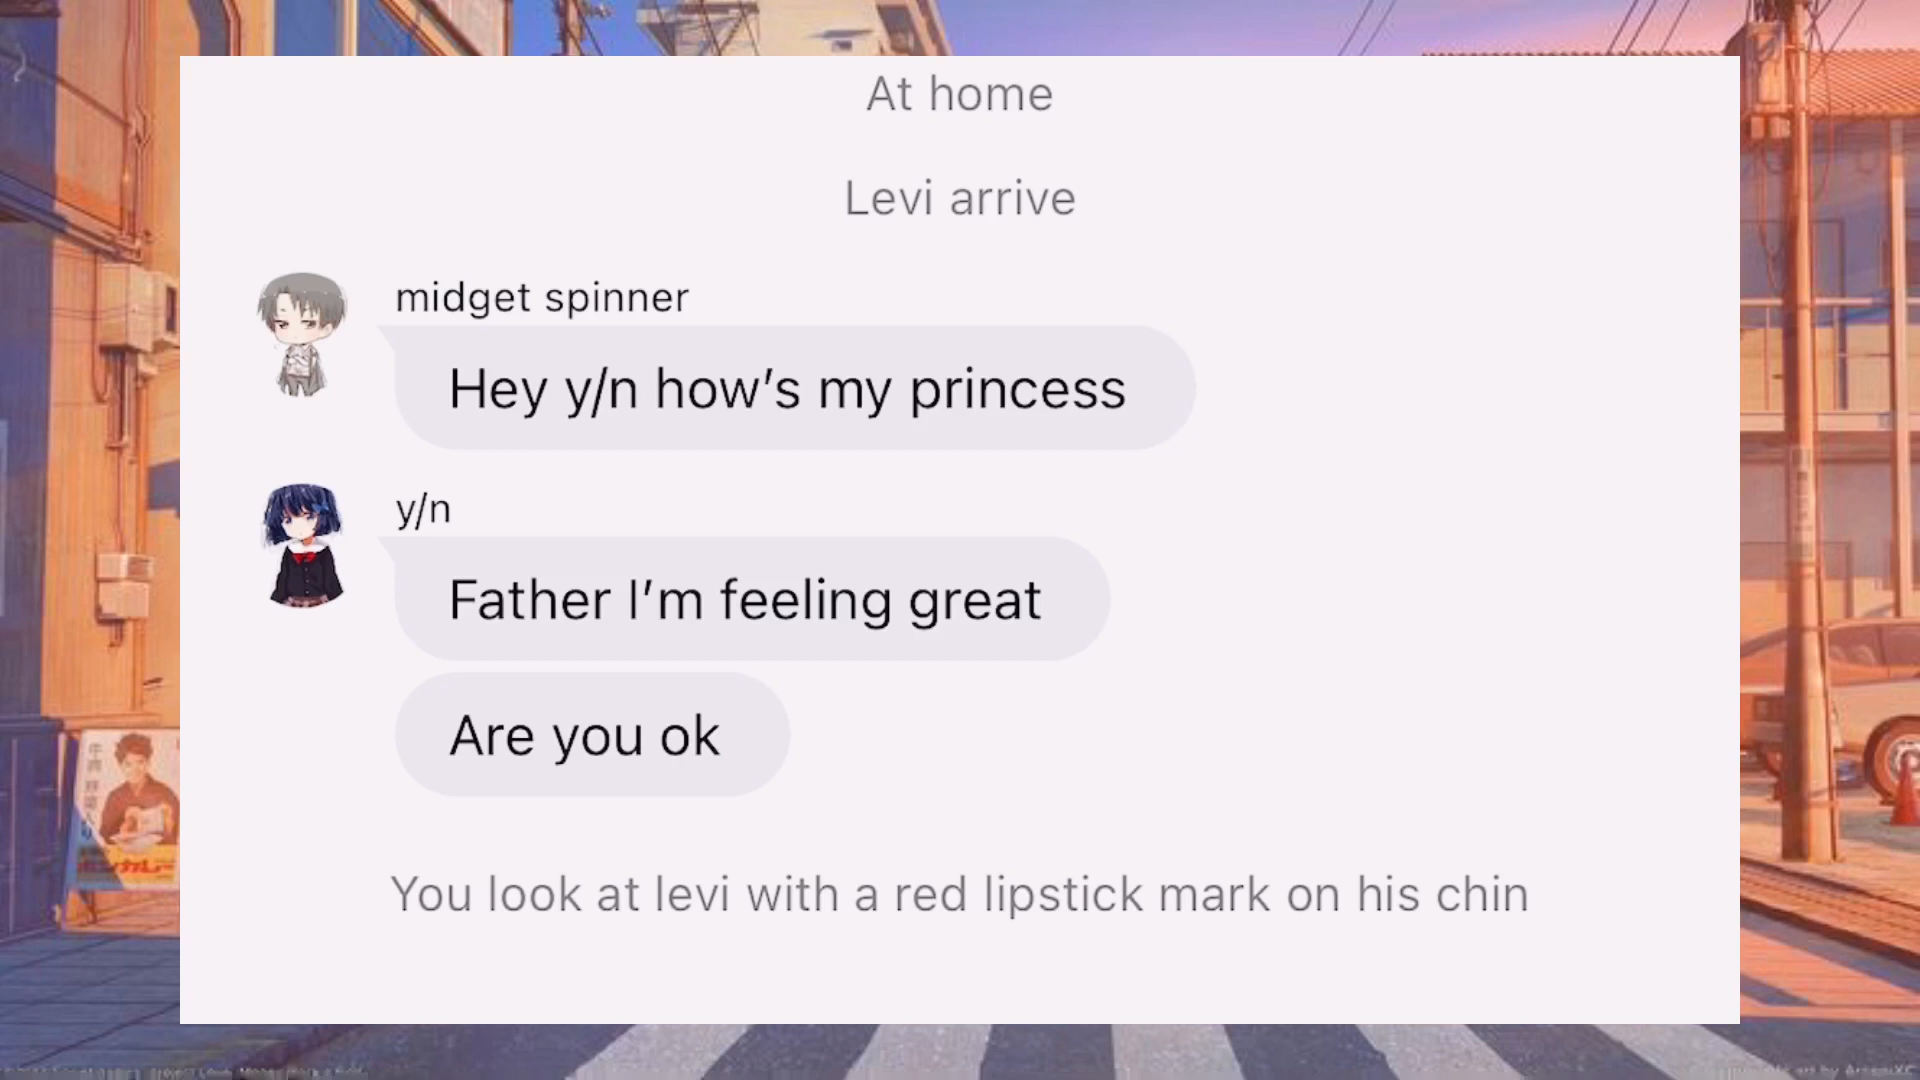 At home
Levi arrive
midget spinner
Hey y/n how’s my princess
y/n
Father I’m feeling great
Are you ok
You look at levi with a red lipstick mark on his chin